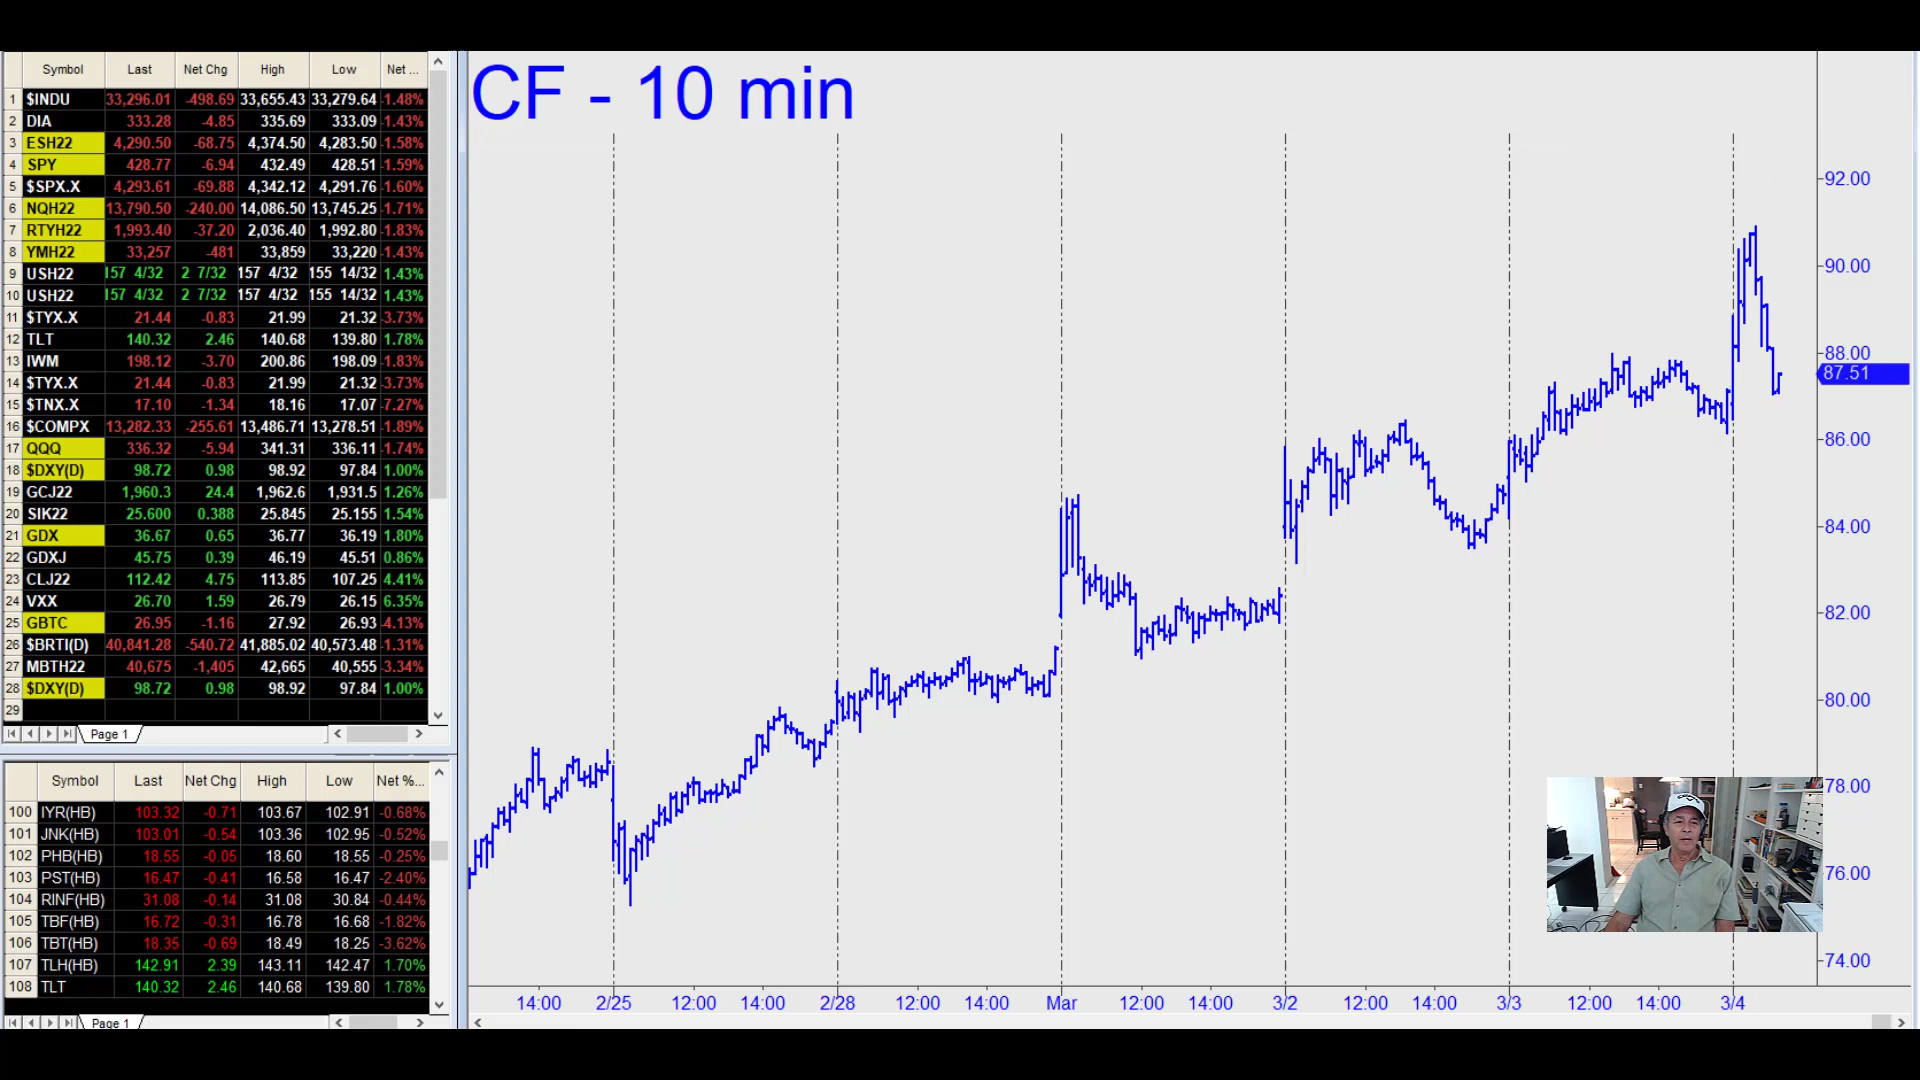 Symbol Last Net Chg High Low Net ...
1 $INDU 33,296.01 -498.69 33,655.43 33,279.64 -1.48%
2 DIA 333.28 -4.85 335.69 333.09 -1.43%
3 ESH22 4,290.50 -68.75 4,374.50 4,283.50 -1.58%
4 SPY 428.77 -6.94 432.49 428.51 -1.59%
5 $SPX.X 4,293.61 -69.88 4,342.12 4,291.76 -1.60%
6 NQH22 13,790.50 -240.00 14,086.50 13,745.25 -1.71%
7 RTYH22 1,993.40 -37.20 2,036.40 1,992.80 -1.83%
8 YMH22 33,257 -481 33,859 33,220 -1.43%
9 USH22 157 4/32 2 7/32 157 4/32 155 14/32 1.43%
10 USH22 157 4/32 2 7/32 157 4/32 155 14/32 1.43%
11 $TYX.X 21.44 -0.83 21.99 21.32 -3.73%
12 TLT 140.32 2.46 140.68 139.80 1.78%
13 IWM 198.12 -3.70 200.86 198.09 -1.83%
14 $TYX.X 21.44 -0.83 21.99 21.32 -3.73%
15 $TNX.X 17.10 -1.34 18.16 17.07 -7.27%
16 $COMPX 13,282.33 -255.61 13,486.71 13,278.51 -1.89%
17 QQQ 336.32 -5.94 341.31 336.11 -1.74%
18 $DXY(D) 98.72 0.98 98.92 97.84 1.00%
19 GCJ22 1,960.3 24.4 1,962.6 1,931.5 1.26%
20 SIK22 25.600 0.388 25.845 25.155 1.54%
21 GDX 36.67 0.65 36.77 36.19 1.80%
22 GDXJ 45.75 0.39 46.19 45.51 0.86%
23 CLJ22 112.42 4.75 113.85 107.25 4.41%
24 VXX 26.70 1.59 26.79 26.15 6.35%
25 GBTC 26.95 -1.16 27.92 26.93 -4.13%
26 $BRTI(D) 40,841.28 -540.72 41,885.02 40,573.48 -1.31%
27 MBTH22 40,675 -1,405 42,665 40,555 -3.34%
28 $DXY(D) 98.72 0.98 98.92 97.84 1.00%
29
Page 1
Symbol Last Net Chg High Low Net %...
100 IYR(HB) 103.32 -0.71 103.67 102.91 -0.68%
101 JNK(HB) 103.01 -0.54 103.36 102.95 -0.52%
102 PHB(HB) 18.55 -0.05 18.60 18.55 -0.25%
103 PST(HB) 16.47 -0.41 16.58 16.47 -2.40%
104 RINF(HB) 31.08 -0.14 31.08 30.84 -0.44%
105 TBF(HB) 16.72 -0.31 16.78 16.68 -1.82%
106 TBT(HB) 18.35 -0.69 18.49 18.25 -3.62%
107 TLH(HB) 142.91 2.39 143.11 142.47 1.70%
108 TLT 140.32 2.46 140.68 139.80 1.78%
Page 1
CF - 10 min
92.00
90.00
88.00
87.51
86.00
84.00
82.00
80.00
78.00
76.00
74.00
14:00 2/25 12:00 14:00 2/28 12:00 14:00 Mar 12:00 14:00 3/2 12:00 14:00 3/3 12:00 14:00 3/4